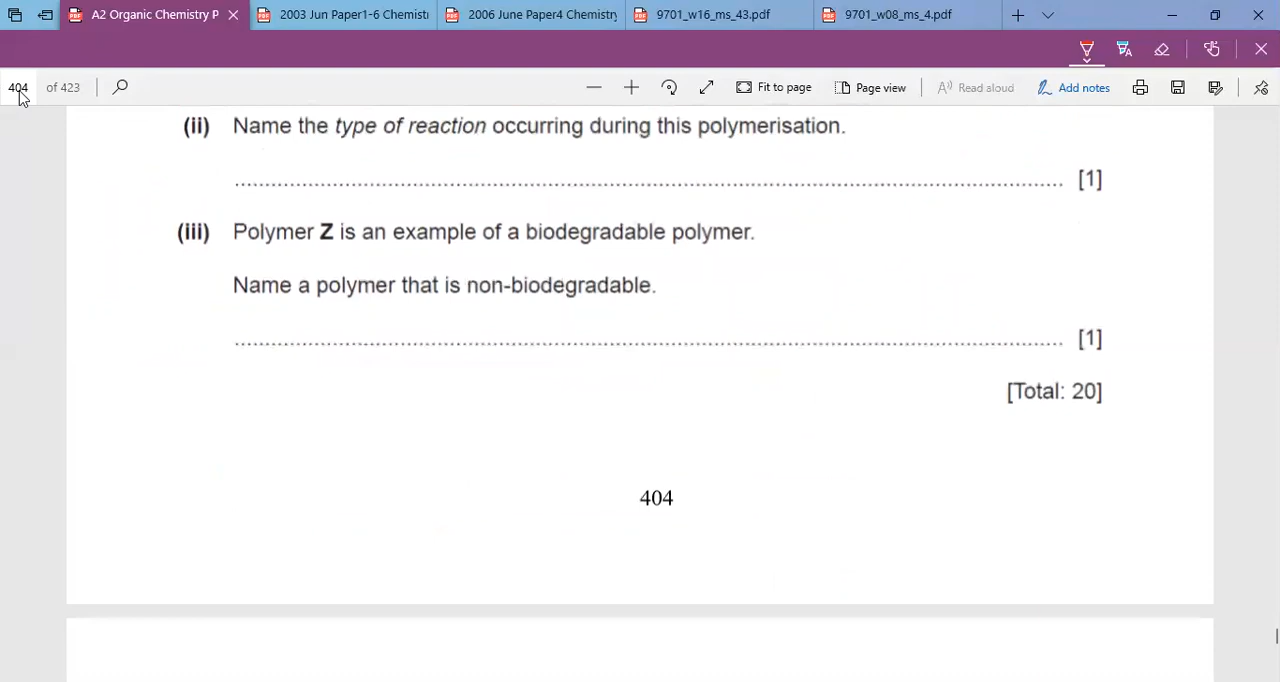 A2 Organic Chemistry P
2003 Jun Paper1-6 Chemistr
2006 June Paper4 Chemistry
9701_w16_ms_43.pdf
9701_w08_ms_4.pdf
404 of 423
Fit to page
Page view
Read aloud
Add notes
(ii) Name the type of reaction occurring during this polymerisation.
.......................................................................................................................................... [1]
(iii) Polymer Z is an example of a biodegradable polymer.
Name a polymer that is non-biodegradable.
.......................................................................................................................................... [1]
[Total: 20]
404